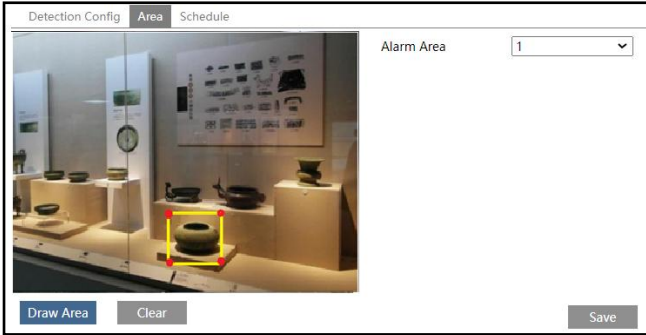 Detection Config Area Schedule
Alarm Area 1
Draw Area Clear
Save